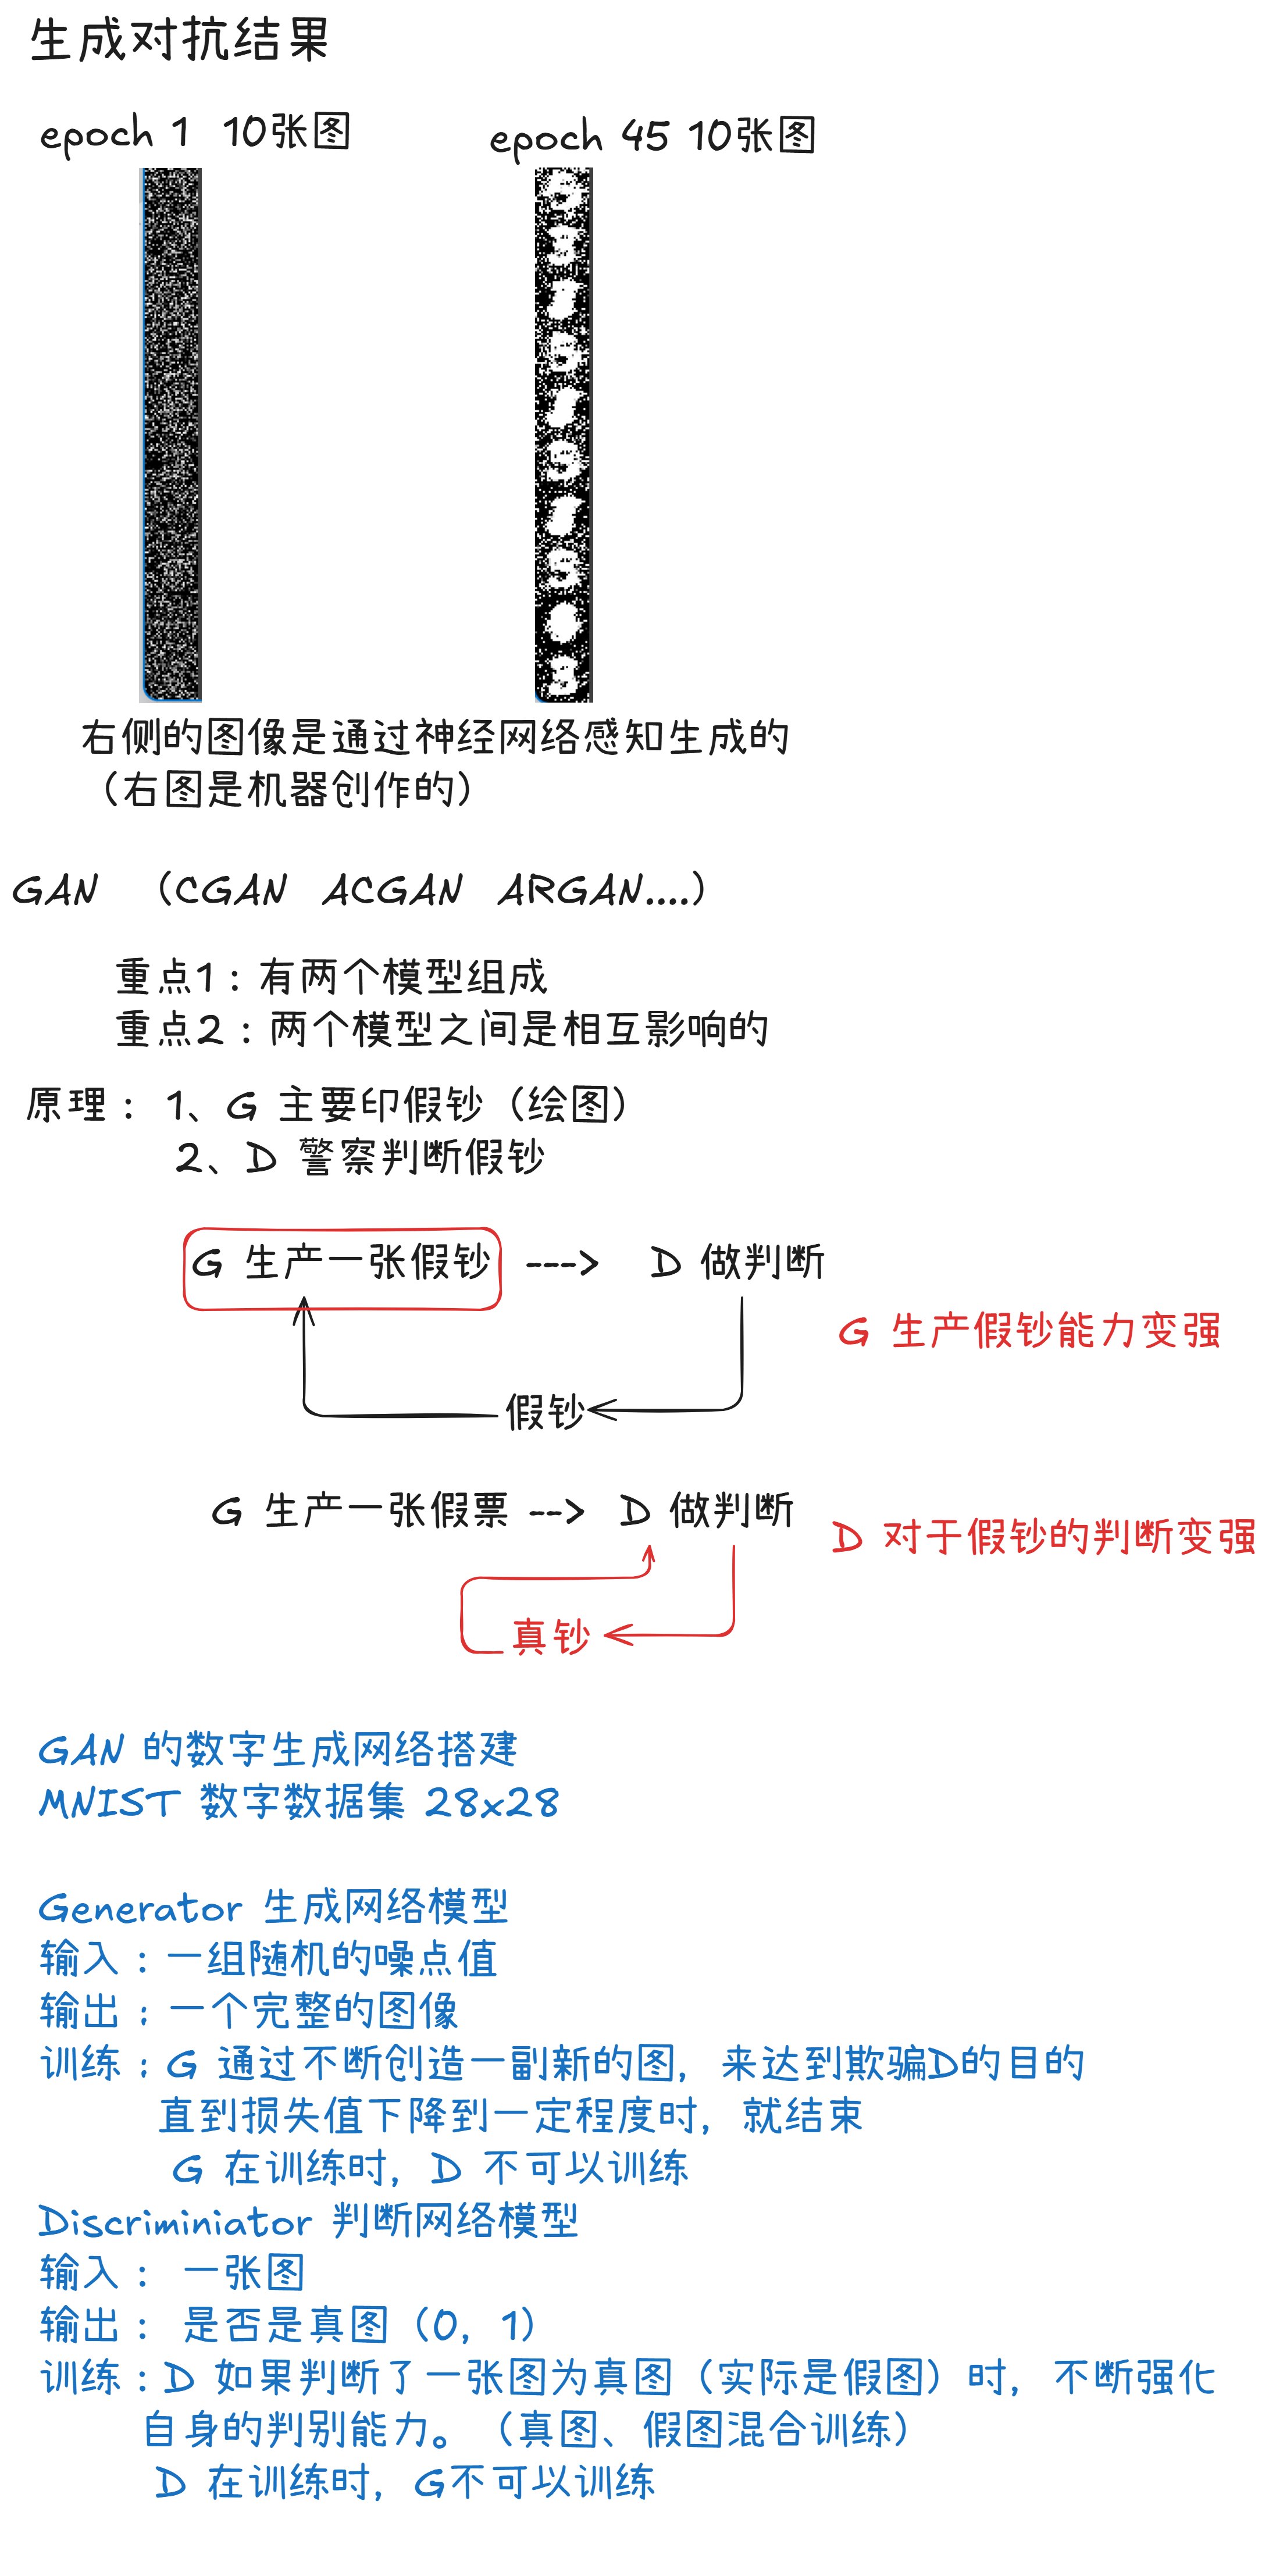 生成对抗结果
epoch 1 10张图
epoch 45 10张图
右侧的图像是通过神经网络感知生成的
（右图是机器创作的）
GAN （CGAN ACGAN ARGAN....）
重点1：有两个模型组成
重点2：两个模型之间是相互影响的
原理： 1、G 主要印假钞（绘图）
2、D 警察判断假钞
G 生产一张假钞 ----> D 做判断
G 生产假钞能力变强
假钞
G 生产一张假票 ---> D 做判断
D 对于假钞的判断变强
真钞
GAN 的数字生成网络搭建
MNIST 数字数据集 28x28
Generator 生成网络模型
输入：一组随机的噪点值
输出：一个完整的图像
训练：G 通过不断创造一副新的图，来达到欺骗D的目的
直到损失值下降到一定程度时，就结束
G 在训练时，D 不可以训练
Discriminiator 判断网络模型
输入： 一张图
输出： 是否是真图（0，1）
训练：D 如果判断了一张图为真图（实际是假图）时，不断强化
自身的判别能力。（真图、假图混合训练）
D 在训练时，G不可以训练